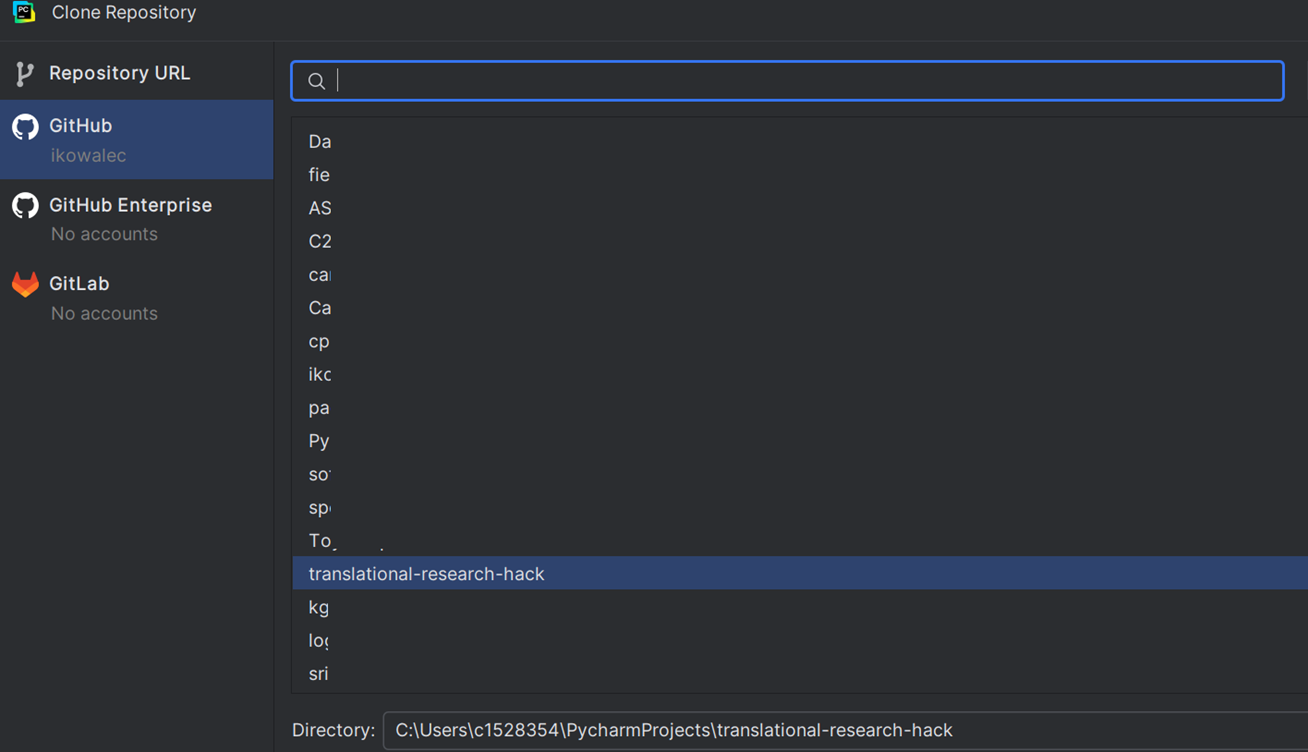 PC
Clone Repository
Repository URL
GitHub
ikowalec
GitHub Enterprise
No accounts
GitLab
No accounts
Da
fie
AS
C2
ca
Ca
cp
ikc
pa
Py
so
sp
To
translational-research-hack
kg
log
sri
Directory: C:\Users\c1528354\PycharmProjects\translational-research-hack